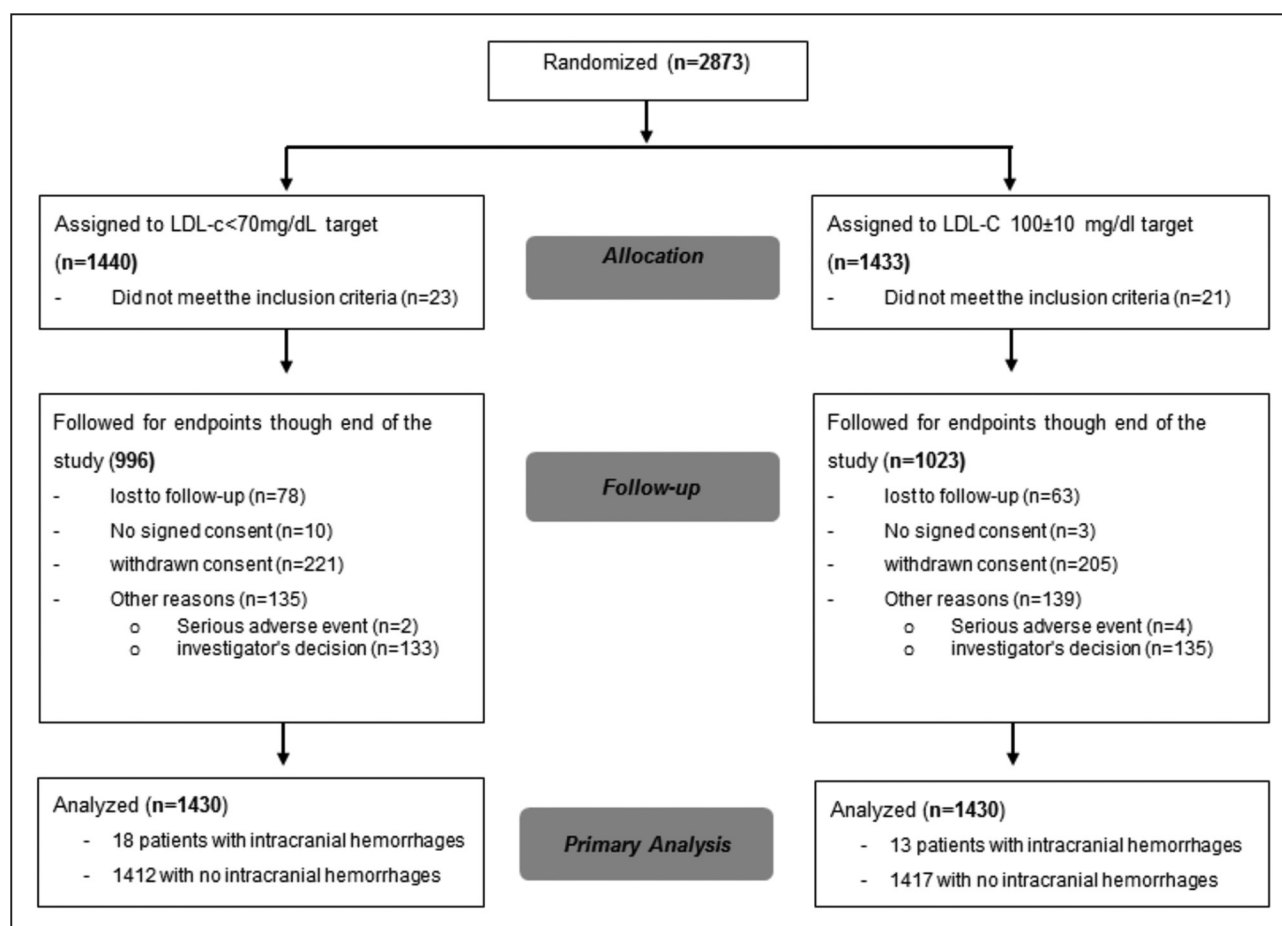 Randomized (n=2873)
Assigned to LDL-c<70mg/dL target
(n=1440)
- Did not meet the inclusion criteria (n=23)
Allocation
Assigned to LDL-C 100±10 mg/dl target
(n=1433)
- Did not meet the inclusion criteria (n=21)
Followed for endpoints though end of the
study (996)
- lost to follow-up (n=78)
- No signed consent (n=10)
- withdrawn consent (n=221)
- Other reasons (n=135)
o Serious adverse event (n=2)
o investigator's decision (n=133)
Follow-up
Followed for endpoints though end of the
study (n=1023)
- lost to follow-up (n=63)
- No signed consent (n=3)
- withdrawn consent (n=205)
- Other reasons (n=139)
o Serious adverse event (n=4)
o investigator's decision (n=135)
Analyzed (n=1430)
- 18 patients with intracranial hemorrhages
- 1412 with no intracranial hemorrhages
Primary Analysis
Analyzed (n=1430)
- 13 patients with intracranial hemorrhages
- 1417 with no intracranial hemorrhages